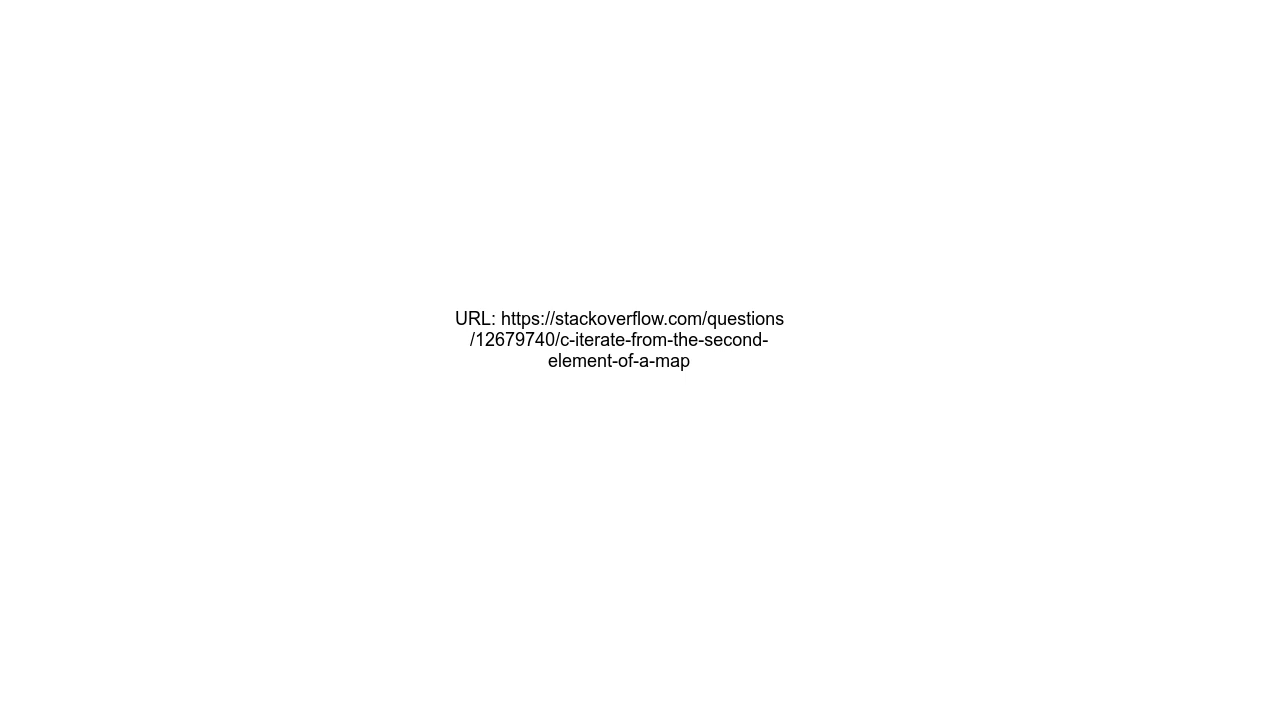 URL: https://stackoverflow.com/questions
/12679740/c-iterate-from-the-second-
element-of-a-map